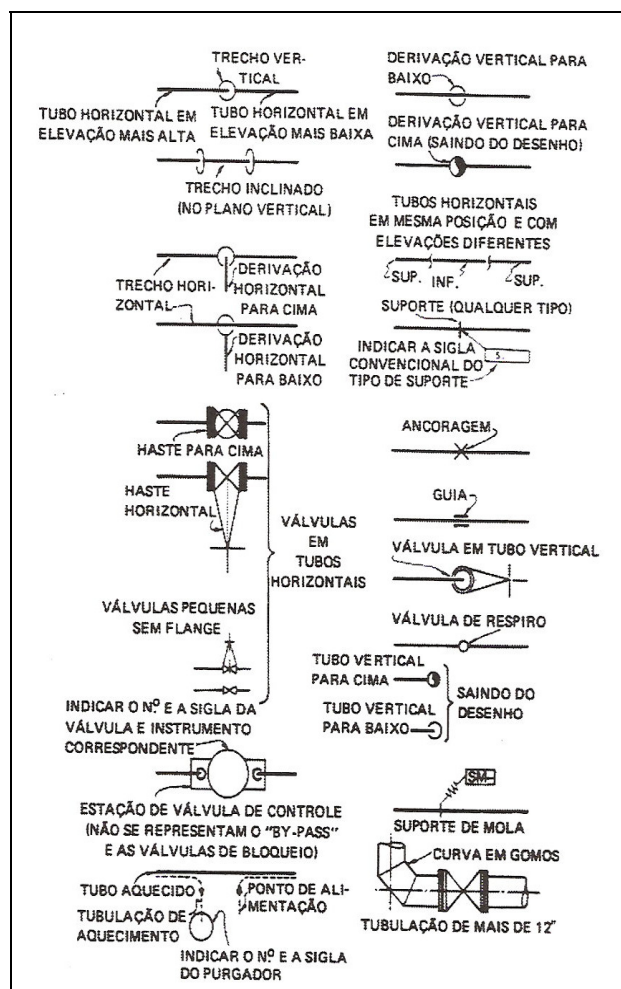 TRECHO VER-
TICAL
TUBO HORIZONTAL EM
ELEVAÇÃO MAIS ALTA
TUBO HORIZONTAL EM
ELEVAÇÃO MAIS BAIXA
TRECHO INCLINADO
(NO PLANO VERTICAL)
DERIVAÇÃO
HORIZONTAL
PARA CIMA
TRECHO HORI-
ZONTAL
DERIVAÇÃO
HORIZONTAL
PARA BAIXO
HASTE PARA CIMA
HASTE
HORIZONTAL
VÁLVULAS
EM
TUBOS
HORIZONTAIS
VÁLVULAS PEQUENAS
SEM FLANGE
INDICAR O Nº E A SIGLA DA
VÁLVULA E INSTRUMENTO
CORRESPONDENTE
ESTAÇÃO DE VÁLVULA DE CONTROLE
(NÃO SE REPRESENTAM O "BY-PASS"
E AS VÁLVULAS DE BLOQUEIO)
TUBO AQUECIDO
PONTO DE ALI-
MENTAÇÃO
TUBULAÇÃO DE
AQUECIMENTO
INDICAR O Nº E A SIGLA
DO PURGADOR
DERIVAÇÃO VERTICAL PARA
BAIXO
DERIVAÇÃO VERTICAL PARA
CIMA (SAINDO DO DESENHO)
TUBOS HORIZONTAIS
EM MESMA POSIÇÃO E COM
ELEVAÇÕES DIFERENTES
SUP. INF. SUP.
SUPORTE (QUALQUER TIPO)
INDICAR A SIGLA
CONVENCIONAL DO
TIPO DE SUPORTE
S.
ANCORAGEM
GUIA
VÁLVULA EM TUBO VERTICAL
VÁLVULA DE RESPIRO
TUBO VERTICAL
PARA CIMA
TUBO VERTICAL
PARA BAIXO
SAINDO DO
DESENHO
SM
SUPORTE DE MOLA
CURVA EM GOMOS
TUBULAÇÃO DE MAIS DE 12"